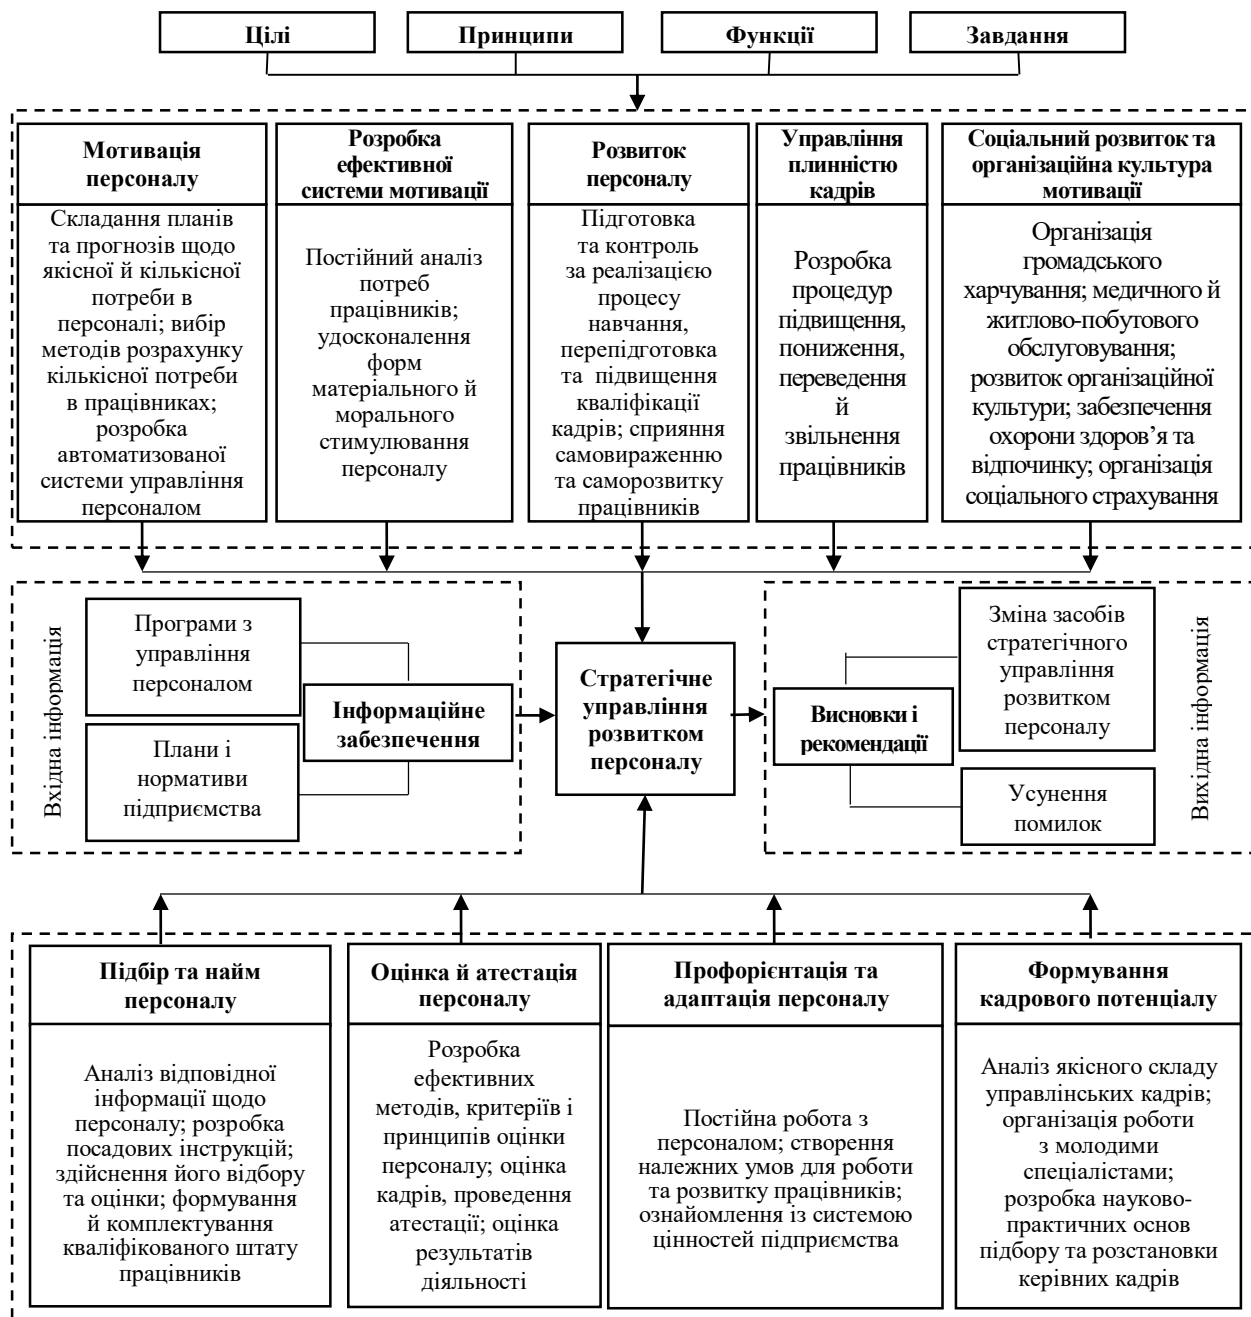 Цілі
Принципи
Функції
Завдання
Мотивація
персоналу
Складання планів
та прогнозів щодо
якісної й кількісної
потреби в
персоналі; вибір
методів розрахунку
кількісної потреби
в працівниках;
розробка
автоматизованої
системи управління
персоналом
Розробка
ефективної
системи мотивації
Постійний аналіз
потреб
працівників;
удосконалення
форм
матеріального й
морального
стимулювання
персоналу
Розвиток
персоналу
Підготовка
та контроль
за реалізацією
процесу
навчання,
перепідготовка
та підвищення
кваліфікації
кадрів; сприяння
самовираженню
та саморозвитку
працівників
Управління
плинністю
кадрів
Розробка
процедур
підвищення,
пониження,
переведення
й
звільнення
працівників
Соціальний розвиток та
організаційна культура
мотивації
Організація
громадського
харчування; медичного й
житлово-побутового
обслуговування;
розвиток організаційної
культури; забезпечення
охорони здоров’я та
відпочинку; організація
соціального страхування
Вхідна інформація
Програми з
управління
персоналом
Плани і
нормативи
підприємства
Інформаційне
забезпечення
Стратегічне
управління
розвитком
персоналу
Висновки і
рекомендації
Зміна засобів
стратегічного
управління
розвитком
персоналу
Усунення
помилок
Вихідна інформація
Підбір та найм
персоналу
Аналіз відповідної
інформації щодо
персоналу; розробка
посадових інструкцій;
здійснення його відбору
та оцінки; формування
й комплектування
кваліфікованого штату
працівників
Оцінка й атестація
персоналу
Розробка
ефективних
методів, критеріїв і
принципів оцінки
персоналу; оцінка
кадрів, проведення
атестації; оцінка
результатів
діяльності
Профорієнтація та
адаптація персоналу
Постійна робота з
персоналом; створення
належних умов для роботи
та розвитку працівників;
ознайомлення із системою
цінностей підприємства
Формування
кадрового потенціалу
Аналіз якісного складу
управлінських кадрів;
організація роботи
з молодими
спеціалістами;
розробка науково-
практичних основ
підбору та розстановки
керівних кадрів